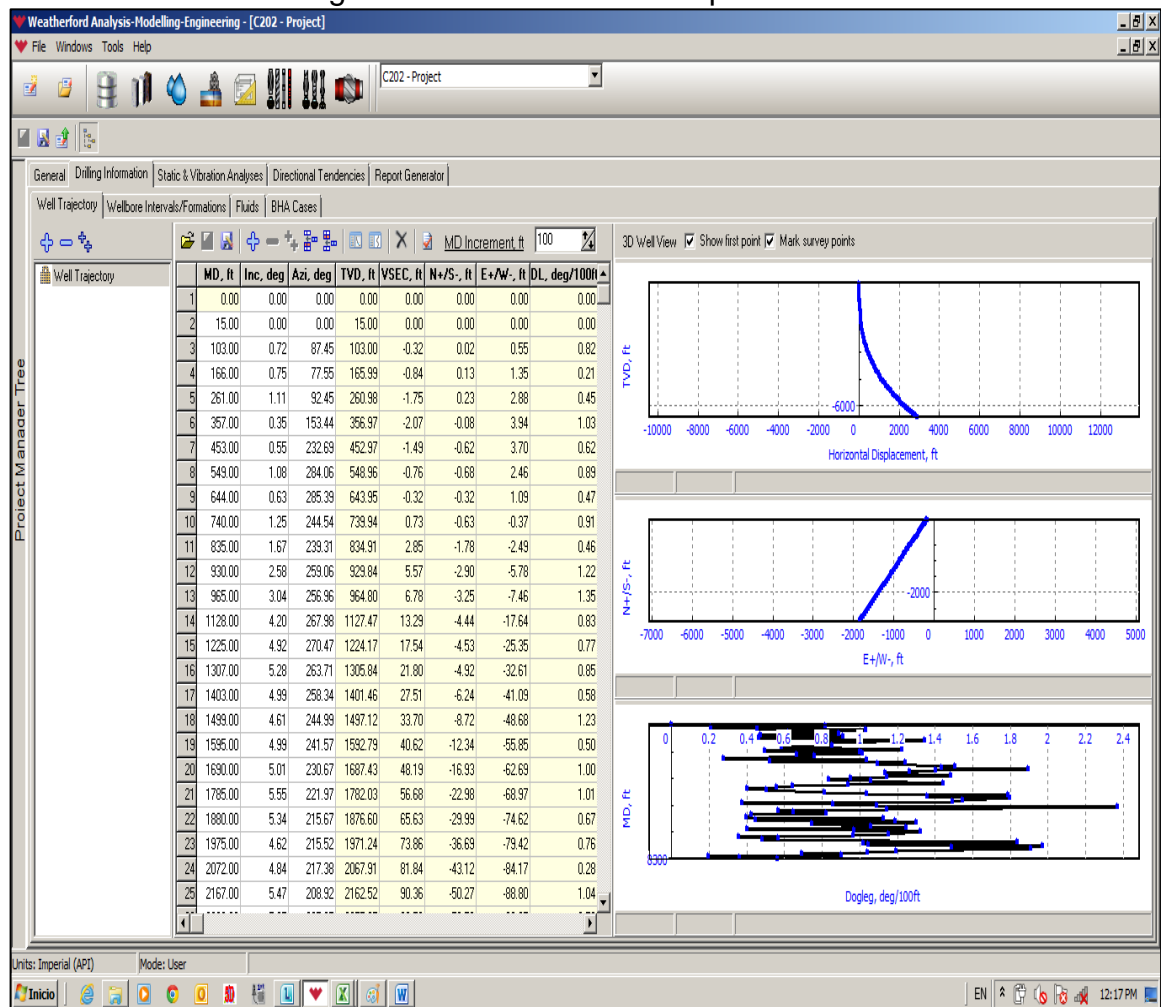 Weatherford Analysis-Modelling-Engineering - [C202 - Project]
File Windows Tools Help
C202 - Project
General Drilling Information Static & Vibration Analyses Directional Tendencies Report Generator
Well Trajectory Wellbore Intervals/Formations Fluids BHA Cases
MD Increment, ft 100
3D Well View Show first point Mark survey points
Project Manager Tree
Well Trajectory
MD, ft Inc, deg Azi, deg TVD, ft VSEC, ft N+/S-, ft E+/W-, ft DL, deg/100ft
1 0.00 0.00 0.00 0.00 0.00 0.00 0.00 0.00
2 15.00 0.00 0.00 15.00 0.00 0.00 0.00 0.00
3 103.00 0.72 87.45 103.00 -0.32 0.02 0.55 0.82
4 166.00 0.75 77.55 165.99 -0.84 0.13 1.35 0.21
5 261.00 1.11 92.45 260.98 -1.75 0.23 2.88 0.45
6 357.00 0.35 153.44 356.97 -2.07 -0.08 3.94 1.03
7 453.00 0.55 232.69 452.97 -1.49 -0.62 3.70 0.62
8 549.00 1.08 284.06 548.96 -0.76 -0.68 2.46 0.89
9 644.00 0.63 285.39 643.95 -0.32 -0.32 1.09 0.47
10 740.00 1.25 244.54 739.94 0.73 -0.63 -0.37 0.91
11 835.00 1.67 239.31 834.91 2.85 -1.78 -2.49 0.46
12 930.00 2.58 259.06 929.84 5.57 -2.90 -5.78 1.22
13 965.00 3.04 256.96 964.80 6.78 -3.25 -7.46 1.35
14 1128.00 4.20 267.98 1127.47 13.29 -4.44 -17.64 0.83
15 1225.00 4.92 270.47 1224.17 17.54 -4.53 -25.35 0.77
16 1307.00 5.28 263.71 1305.84 21.80 -4.92 -32.61 0.85
17 1403.00 4.99 258.34 1401.46 27.51 -6.24 -41.09 0.58
18 1499.00 4.61 244.99 1497.12 33.70 -8.72 -48.68 1.23
19 1595.00 4.99 241.57 1592.79 40.62 -12.34 -55.85 0.50
20 1690.00 5.01 230.67 1687.43 48.19 -16.93 -62.69 1.00
21 1785.00 5.55 221.97 1782.03 56.68 -22.98 -68.97 1.01
22 1880.00 5.34 215.67 1876.60 65.63 -29.99 -74.62 0.67
23 1975.00 4.62 215.52 1971.24 73.86 -36.69 -79.42 0.76
24 2072.00 4.84 217.38 2067.91 81.84 -43.12 -84.17 0.28
25 2167.00 5.47 208.92 2162.52 90.36 -50.27 -88.80 1.04
TVD, ft
-6000
-10000 -8000 -6000 -4000 -2000 0 2000 4000 6000 8000 10000 12000
Horizontal Displacement, ft
N+/S-, ft
-2000
-7000 -6000 -5000 -4000 -3000 -2000 -1000 0 1000 2000 3000 4000 5000
E+/W-, ft
0 0.2 0.4 0.6 0.8 1 1.2 1.4 1.6 1.8 2 2.2 2.4
MD, ft
8300
Dogleg, deg/100ft
Units: Imperial (API) Mode: User
Inicio EN 12:17 PM